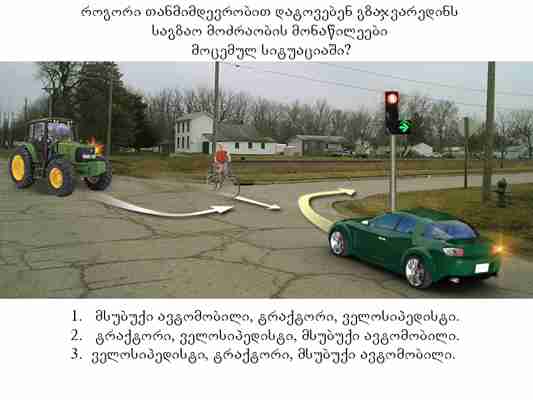 როგორი თანმიმდევრობით დატოვებენ გზაჯვარედინს
საგზაო მოძრაობის მონაწილეები
მოცემულ სიტუაციაში?
1. მსუბუქი ავტომობილი, ტრაქტორი, ველოსიპედისტი.
2. ტრაქტორი, ველოსიპედისტი, მსუბუქი ავტომობილი.
3. ველოსიპედისტი, ტრაქტორი, მსუბუქი ავტომობილი.